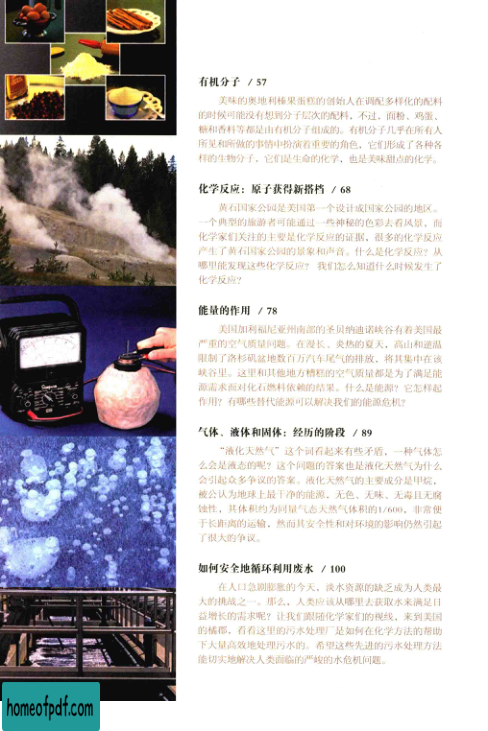 有机分子 / 57
美味的奥地利榛果蛋糕的创始人在调配多样化的配料
的时候可能没有想到分子层次的配料,不过,面粉、鸡蛋、
糖和香料等都是由有机分子组成的。有机分子几乎在所有人
所见和所做的事情中扮演着重要的角色,它们形成了各种各
样的生物分子,它们是生命的化学,也是美味甜点的化学。
化学反应:原子获得新搭档 / 68
黄石国家公园是美国第一个设计成国家公园的地区。
一个典型的旅游者可能通过一些神秘的色彩去看风景,而
化学家们关注的主要是化学反应的证据,很多的化学反应
产生了黄石国家公园的景象和声音。什么是化学反应?从
哪里能发现这些化学反应? 我们怎么知道什么时候发生了
化学反应?
能量的作用 / 78
美国加利福尼亚州南部的圣贝纳迪诺峡谷有着美国最
严重的空气质量问题。在漫长、炎热的夏天,高山和逆温
限制了洛杉矶盆地数百万汽车尾气的排放,将其集中在该
峡谷里。这里和其他地方糟糕的空气质量都是为了满足能
源需求而对化石燃料依赖的结果。什么是能源?它怎样起
作用?有哪些替代能源可以解决我们的能源危机?
气体、液体和固体:经历的阶段 / 89
“液化天然气”这个词看起来有些矛盾,一种气体怎
么会是液态的呢?这个问题的答案也是液化天然气为什么
会引起众多争议的答案。液化天然气的主要成分是甲烷,
被公认为地球上最干净的能源,无色、无味、无毒且无腐
蚀性,其体积约为同量气态天然气体积的1/600,非常便
于长距离的运输,然而其安全性和对环境的影响仍然引起
了很大的争议。
如何安全地循环利用废水 / 100
在人口急剧膨胀的今天,淡水资源的缺乏成为人类最
大的挑战之一。那么,人类应该从哪里去获取水来满足日
益增长的需求呢?让我们跟随化学家们的视线,来到美国
的橘郡,看看这里的污水处理厂是如何在化学方法的帮助
下大量高效地处理污水的。希望这些先进的污水处理方法
能切实地解决人类面临的严峻的水危机问题。
homeofpdf.com